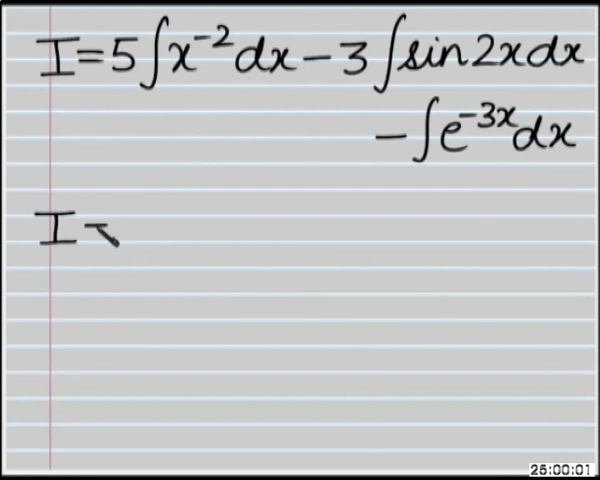 I = 5∫x⁻²dx − 3∫sin2xdx
− ∫e⁻³ˣdx
I
25:00:01